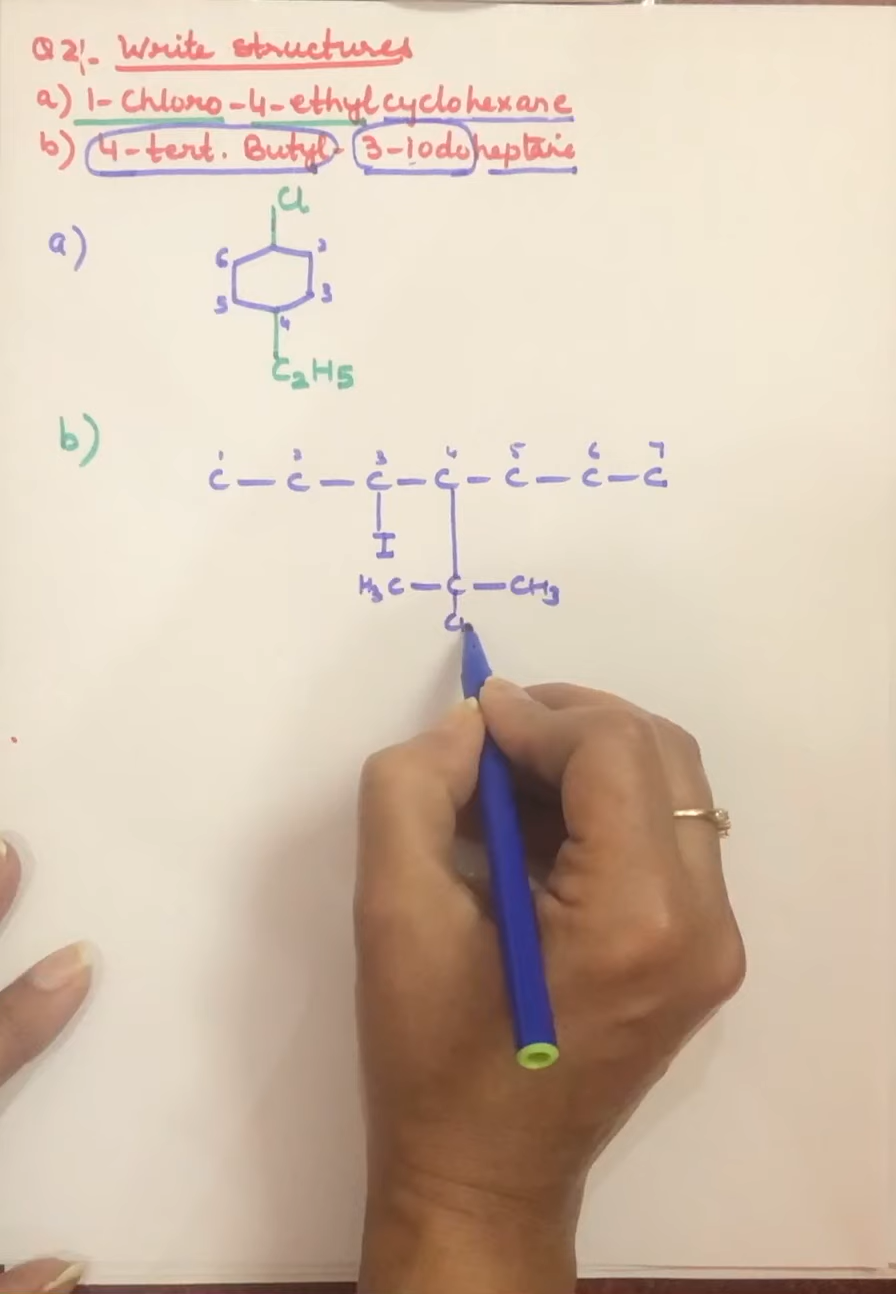 Q2:- Write structures
a) 1-Chloro-4-ethylcyclohexane
b) 4-tert. Butyl-3-iodoheptane
a)
Cl
6 2
5 3
4
C2H5
b)
1 2 3 4 5 6 7
C — C — C — C — C — C — C
I
H3C — C — CH3
C